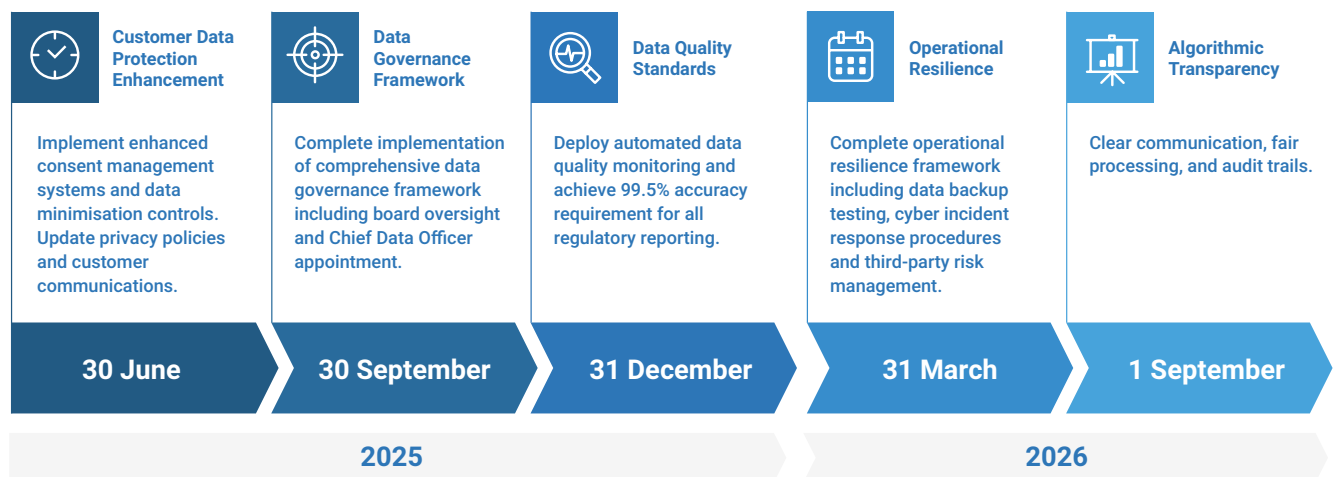 Customer Data
Protection
Enhancement
Implement enhanced
consent management
systems and data
minimisation controls.
Update privacy policies
and customer
communications.
30 June
Data
Governance
Framework
Complete implementation
of comprehensive data
governance framework
including board oversight
and Chief Data Officer
appointment.
30 September
Data Quality
Standards
Deploy automated data
quality monitoring and
achieve 99.5% accuracy
requirement for all
regulatory reporting.
31 December
Operational
Resilience
Complete operational
resilience framework
including data backup
testing, cyber incident
response procedures
and third-party risk
management.
31 March
Algorithmic
Transparency
Clear communication, fair
processing, and audit trails.
1 September
2025
2026